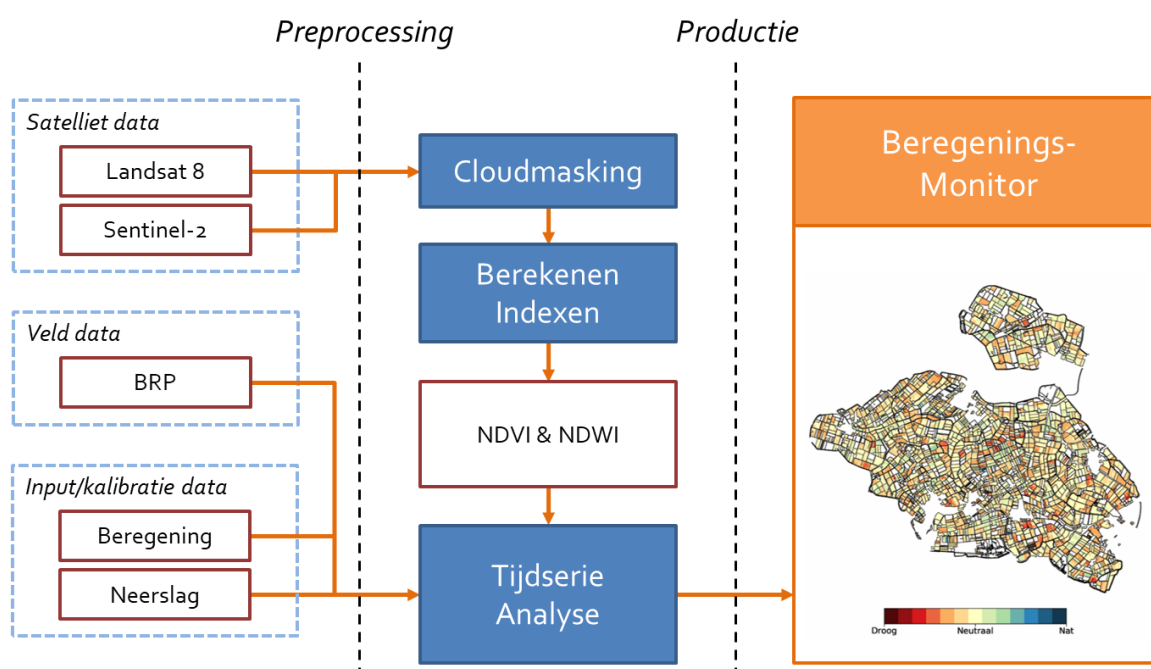 Preprocessing
Productie
Satelliet data
Landsat 8
Sentinel-2
Veld data
BRP
Input/kalibratie data
Beregening
Neerslag
Cloudmasking
Berekenen
Indexen
NDVI & NDWI
Tijdserie
Analyse
Beregenings-
Monitor
Droog
Neutraal
Nat